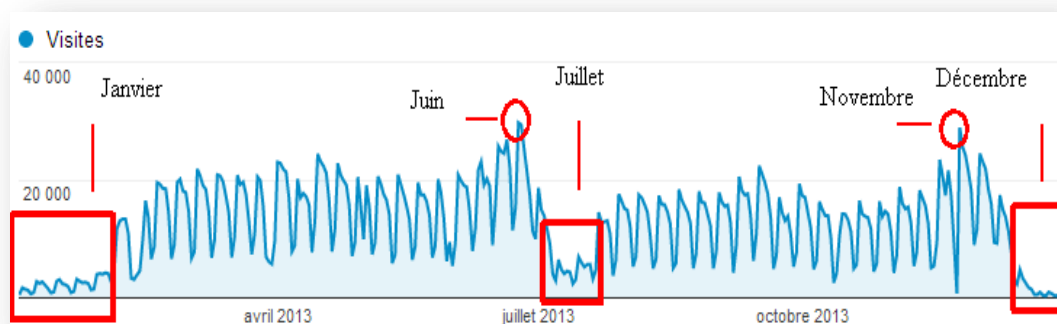 Visites
40 000
Janvier
Juin
Juillet
Novembre
Décembre
20 000
avril 2013
juillet 2013
octobre 2013